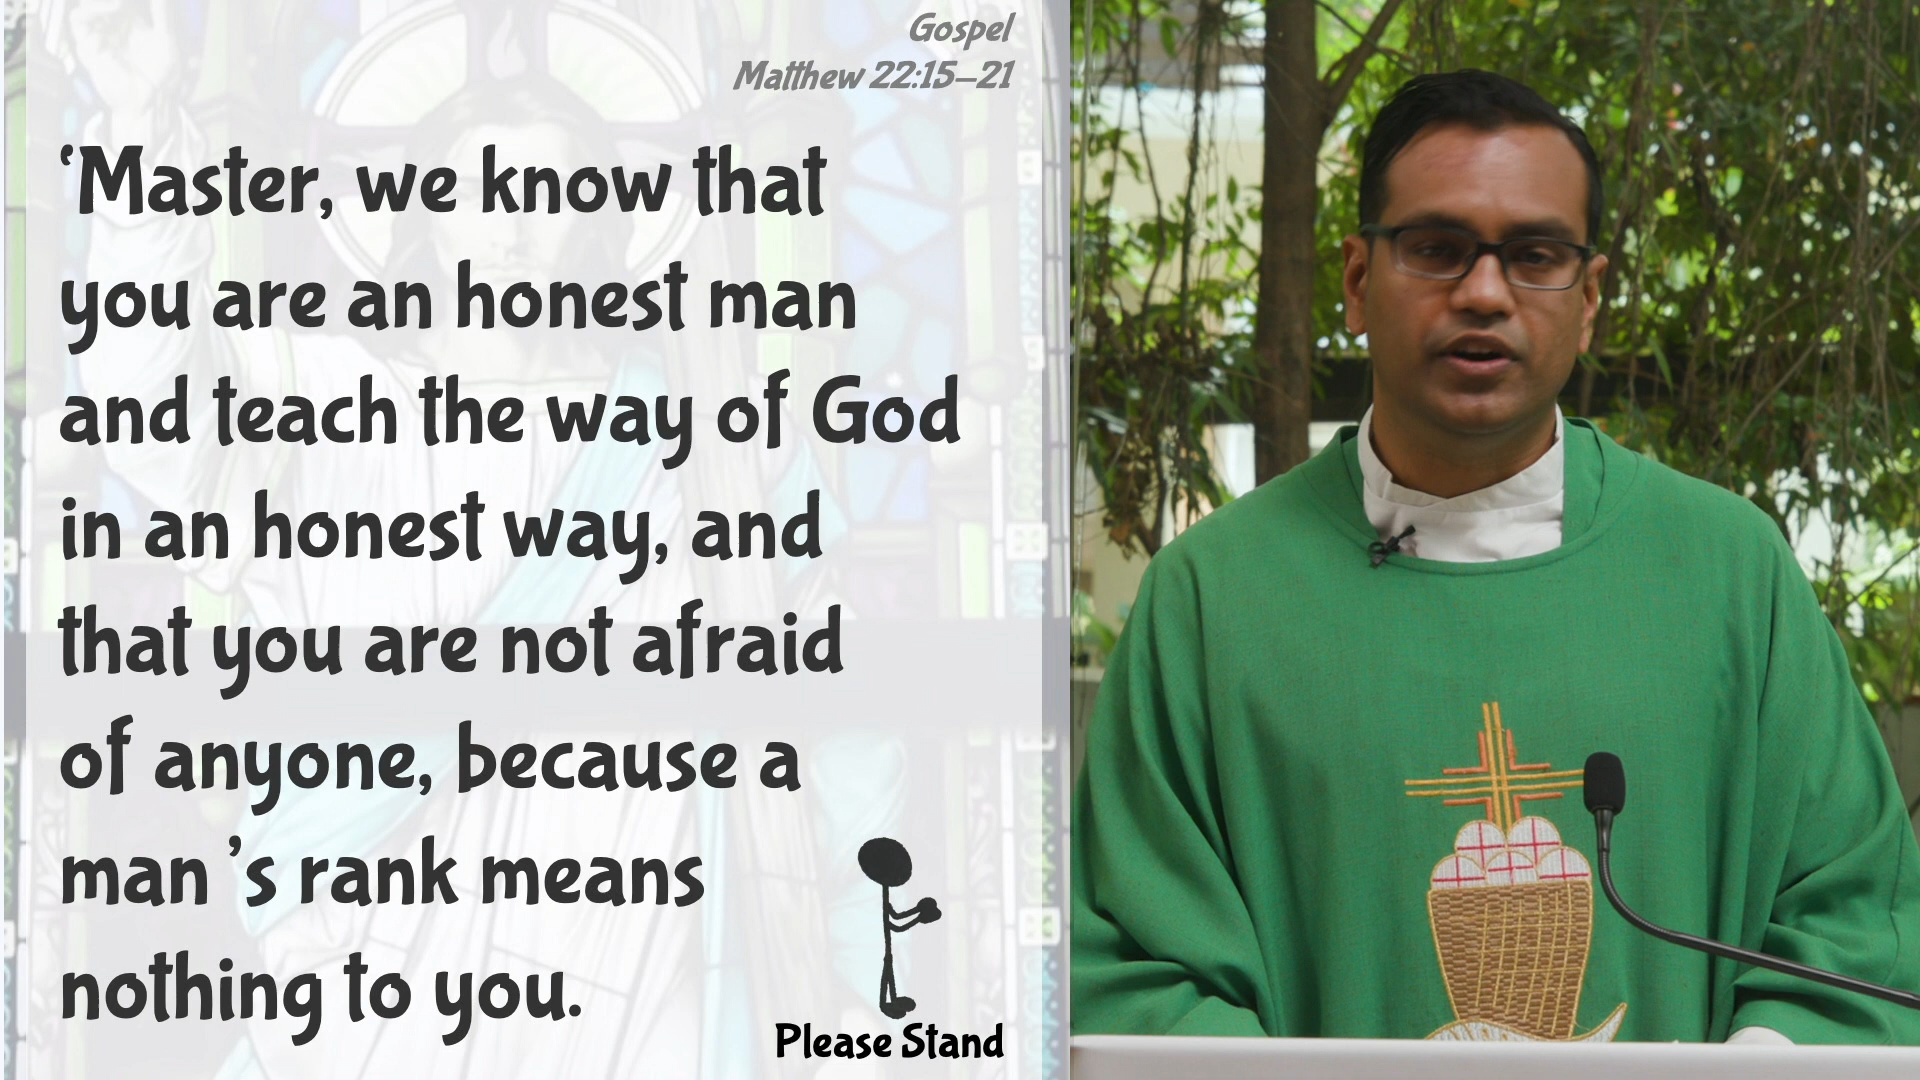 Gospel
Matthew 22:15–21
‘Master, we know that
you are an honest man
and teach the way of God
in an honest way, and
that you are not afraid
of anyone, because a
man ’s rank means
nothing to you.
Please Stand